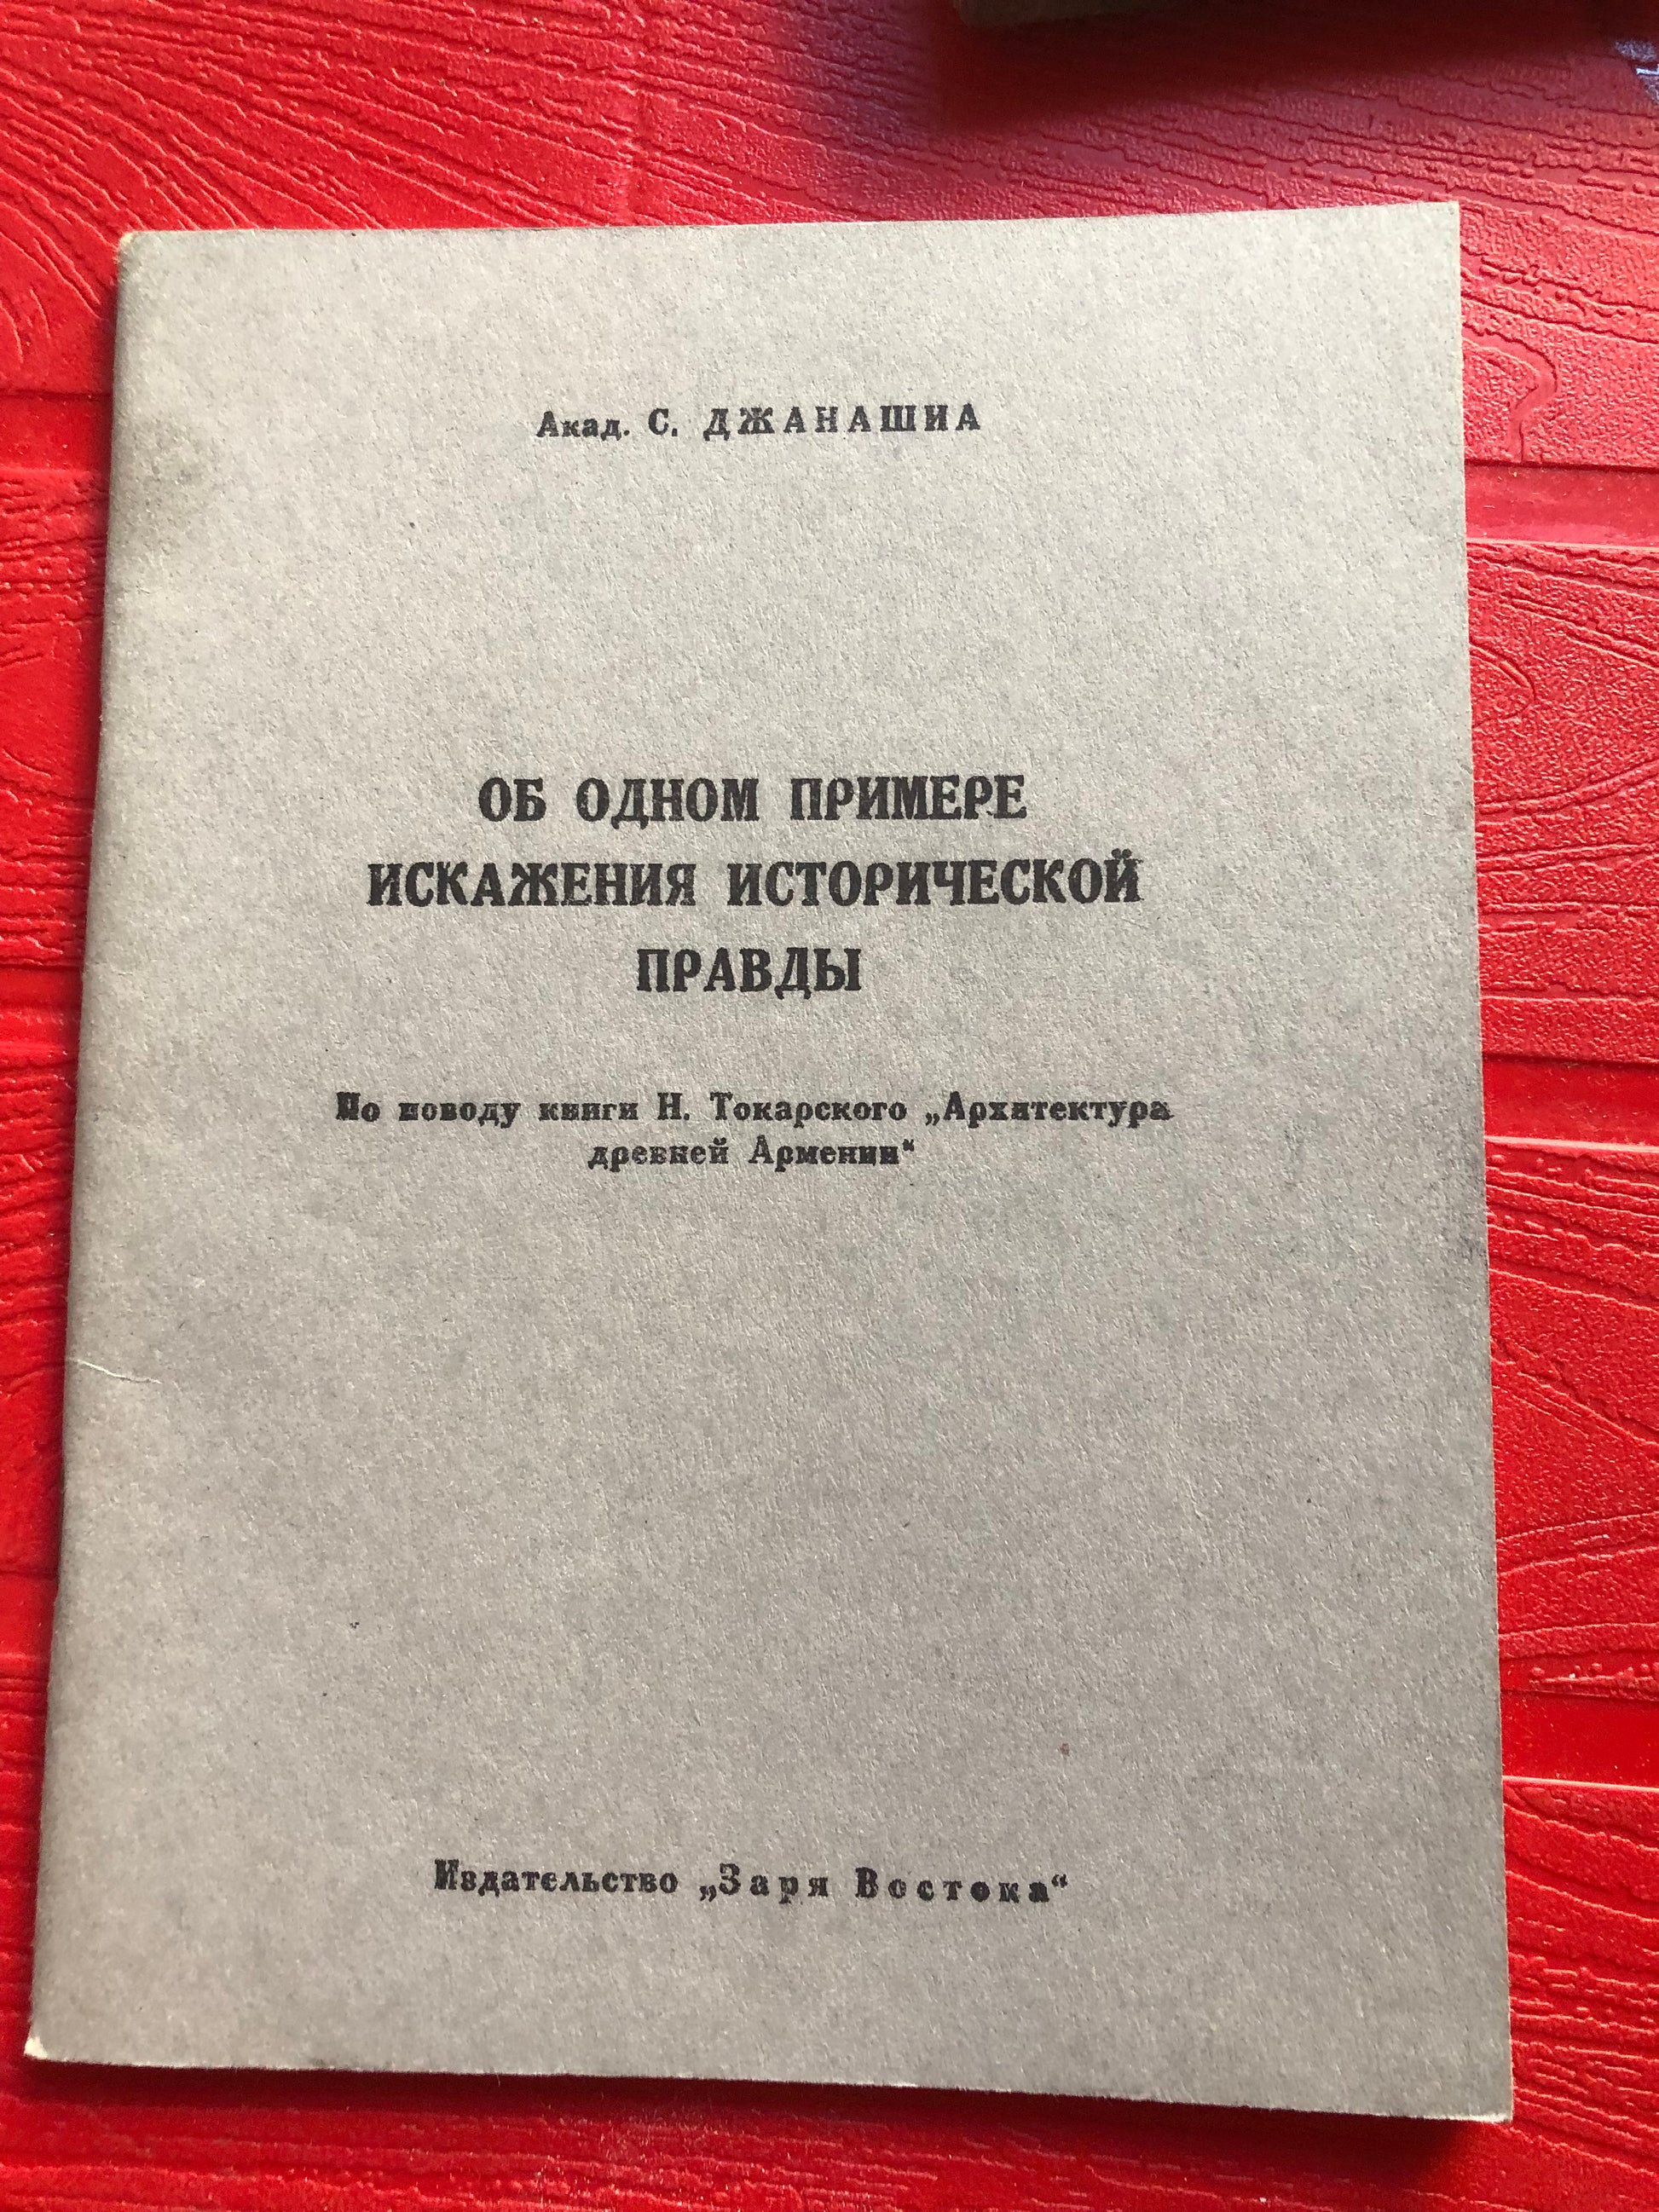 Акад. С. ДЖАНАШИА
ОБ ОДНОМ ПРИМЕРЕ
ИСКАЖЕНИЯ ИСТОРИЧЕСКОЙ
ПРАВДЫ
По поводу книги Н. Токарского „Архитектура
древней Армении“
Издательство „Заря Востока“